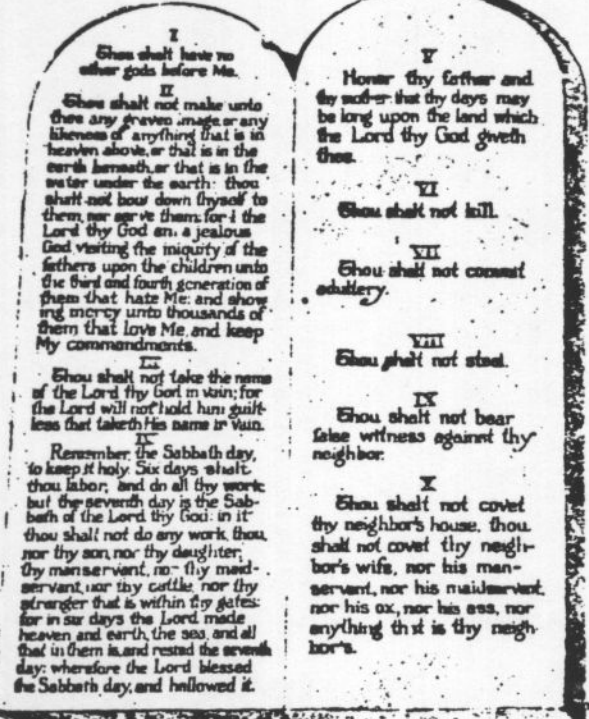 I
Thou shalt have no
other gods before Me.
II
Thou shalt not make unto
thee any graven image, or any
likeness of anything that is in
heaven above, or that is in the
earth beneath, or that is in the
water under the earth: thou
shalt not bow down thyself to
them, nor serve them: for I the
Lord thy God am a jealous
God visiting the iniquity of the
fathers upon the children unto
the third and fourth generation of
them that hate Me: and show
ing mercy unto thousands of
them that love Me, and keep
My commandments.
III
Thou shalt not take the name
of the Lord thy God in vain; for
the Lord will not hold him guilt-
less that taketh His name in vain.
IV
Remember, the Sabbath day,
to keep it holy. Six days shalt
thou labor, and do all thy work:
but the seventh day is the Sab-
bath of the Lord thy God: in it
thou shalt not do any work, thou,
nor thy son, nor thy daughter,
thy manservant, nor thy maid-
servant, nor thy cattle, nor thy
stranger that is within thy gates:
for in six days the Lord made
heaven and earth, the sea, and all
that in them is, and rested the seventh
day: wherefore the Lord blessed
the Sabbath day, and hallowed it.
V
Honor thy father and
thy mother: that thy days may
be long upon the land which
the Lord thy God giveth
thee.
VI
Thou shalt not kill.
VII
Thou shalt not commit
adultery.
VIII
Thou shalt not steal.
IX
Thou shalt not bear
false witness against thy
neighbor.
X
Thou shalt not covet
thy neighbor's house, thou
shalt not covet thy neigh-
bor's wife, nor his man-
servant, nor his maidservant,
nor his ox, nor his ass, nor
anything that is thy neigh-
bor's.